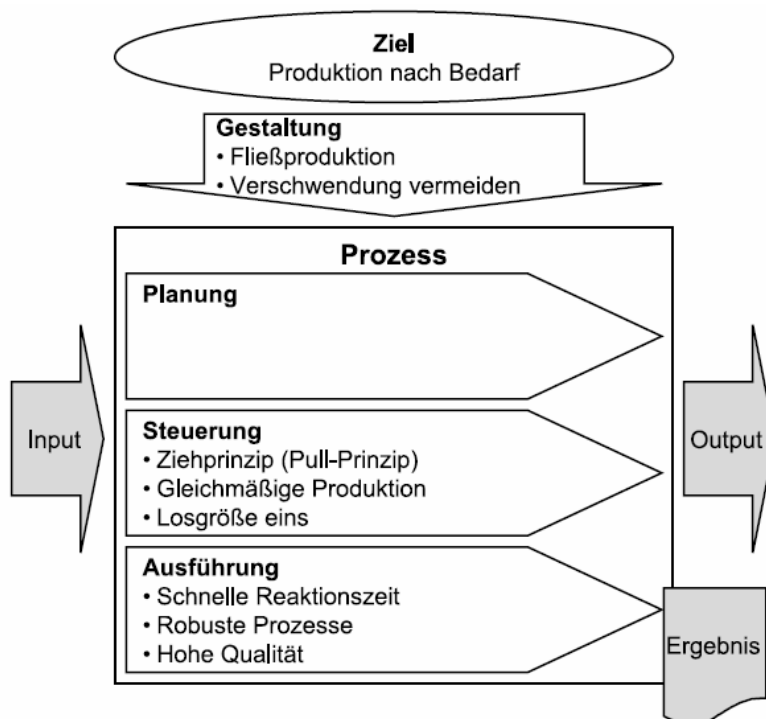 Ziel
Produktion nach Bedarf
Gestaltung
• Fließproduktion
• Verschwendung vermeiden
Prozess
Planung
Input
Steuerung
• Ziehprinzip (Pull-Prinzip)
• Gleichmäßige Produktion
• Losgröße eins
Output
Ausführung
• Schnelle Reaktionszeit
• Robuste Prozesse
• Hohe Qualität
Ergebnis